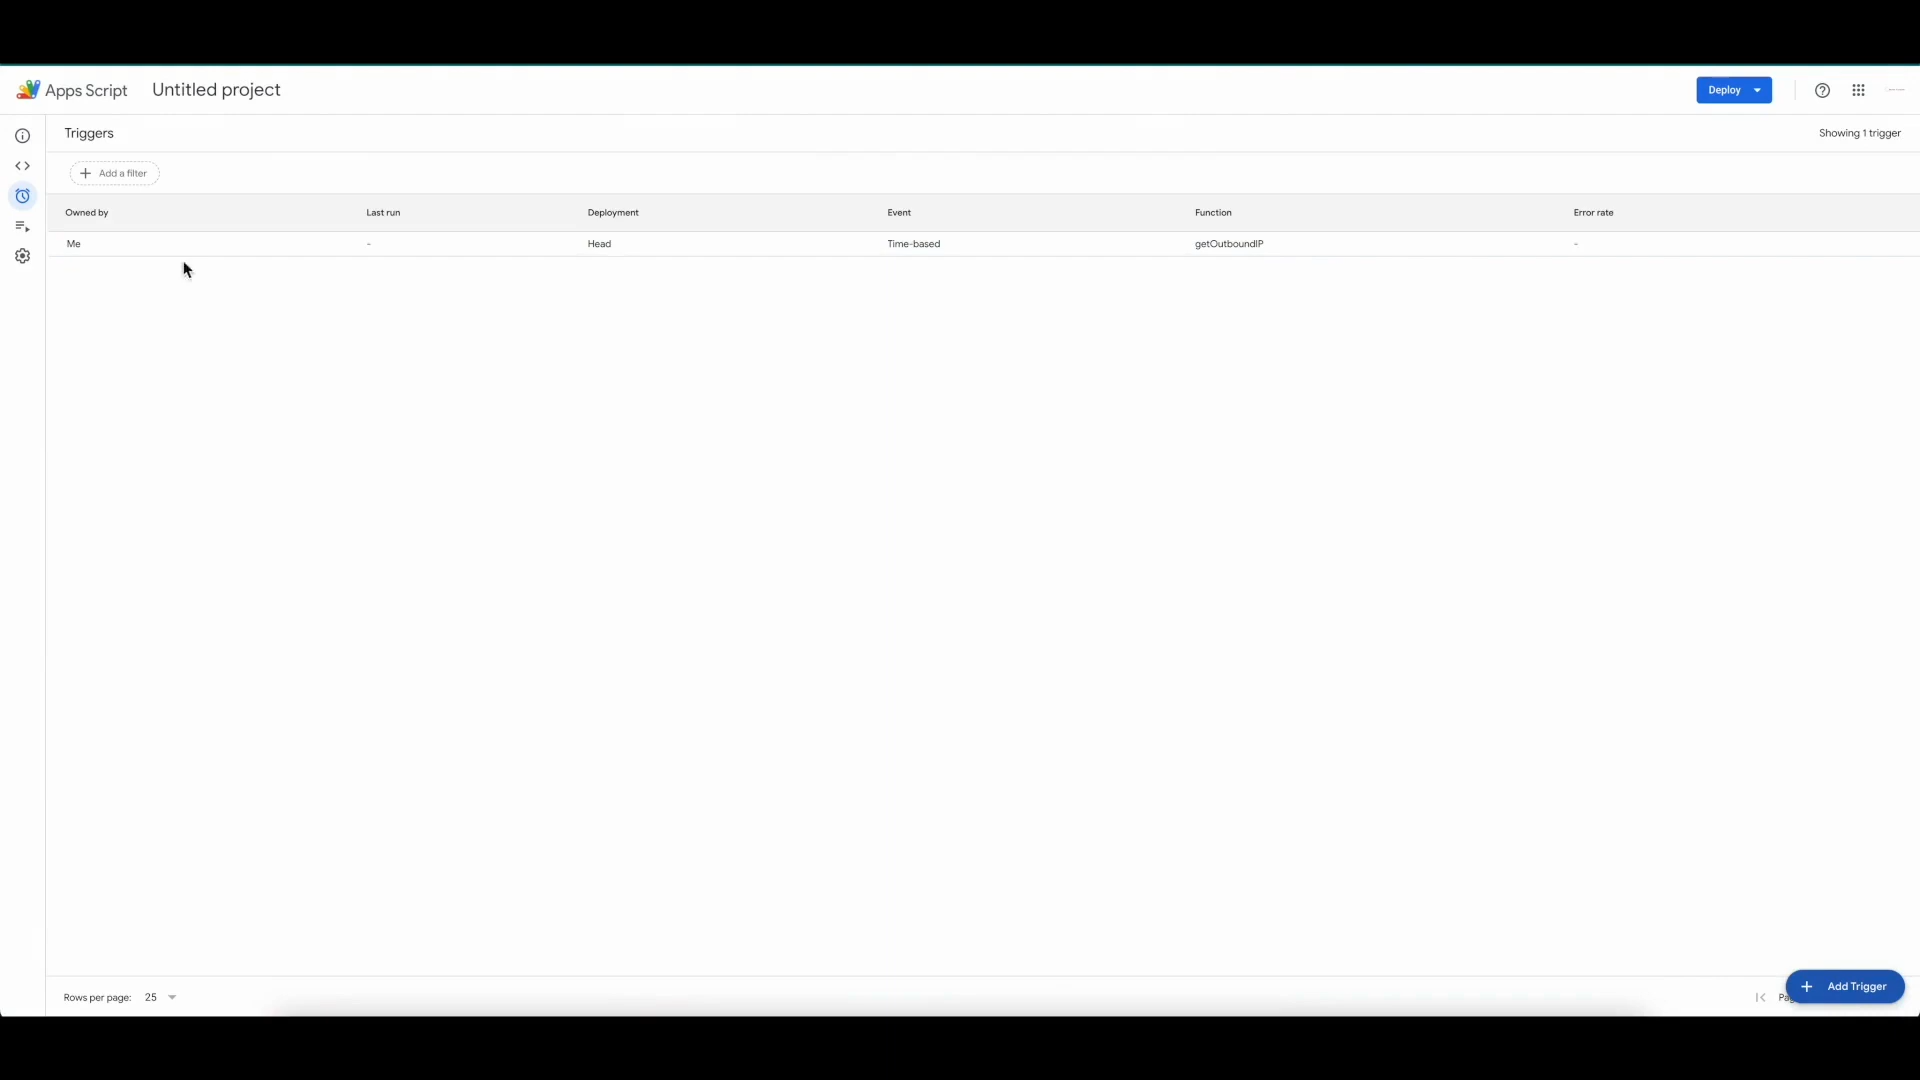 Apps Script Untitled project Deploy
Triggers Showing 1 trigger
Add a filter
Owned by Last run Deployment Event Function Error rate
Me - Head Time-based getOutboundIP -
Rows per page: 25
Add Trigger